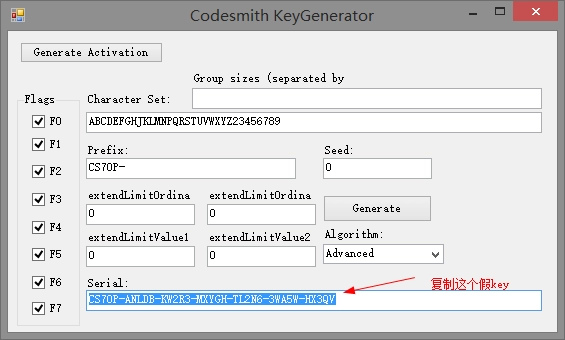 Codesmith KeyGenerator
Generate Activation
Group sizes (separated by
Flags
Character Set:
F0
ABCDEFGHJKLMNPQRSTUVWXYZ23456789
F1
Prefix:
Seed:
F2
CS70P-
0
F3
extendLimitOrdina
extendLimitOrdina
0
0
Generate
F4
extendLimitValue1
extendLimitValue2
Algorithm:
F5
0
0
Advanced
F6
Serial:
复制这个假key
F7
CS70P-ANLDB-KW2R3-MXYGH-TL2N6-3WA5W-HX3QV